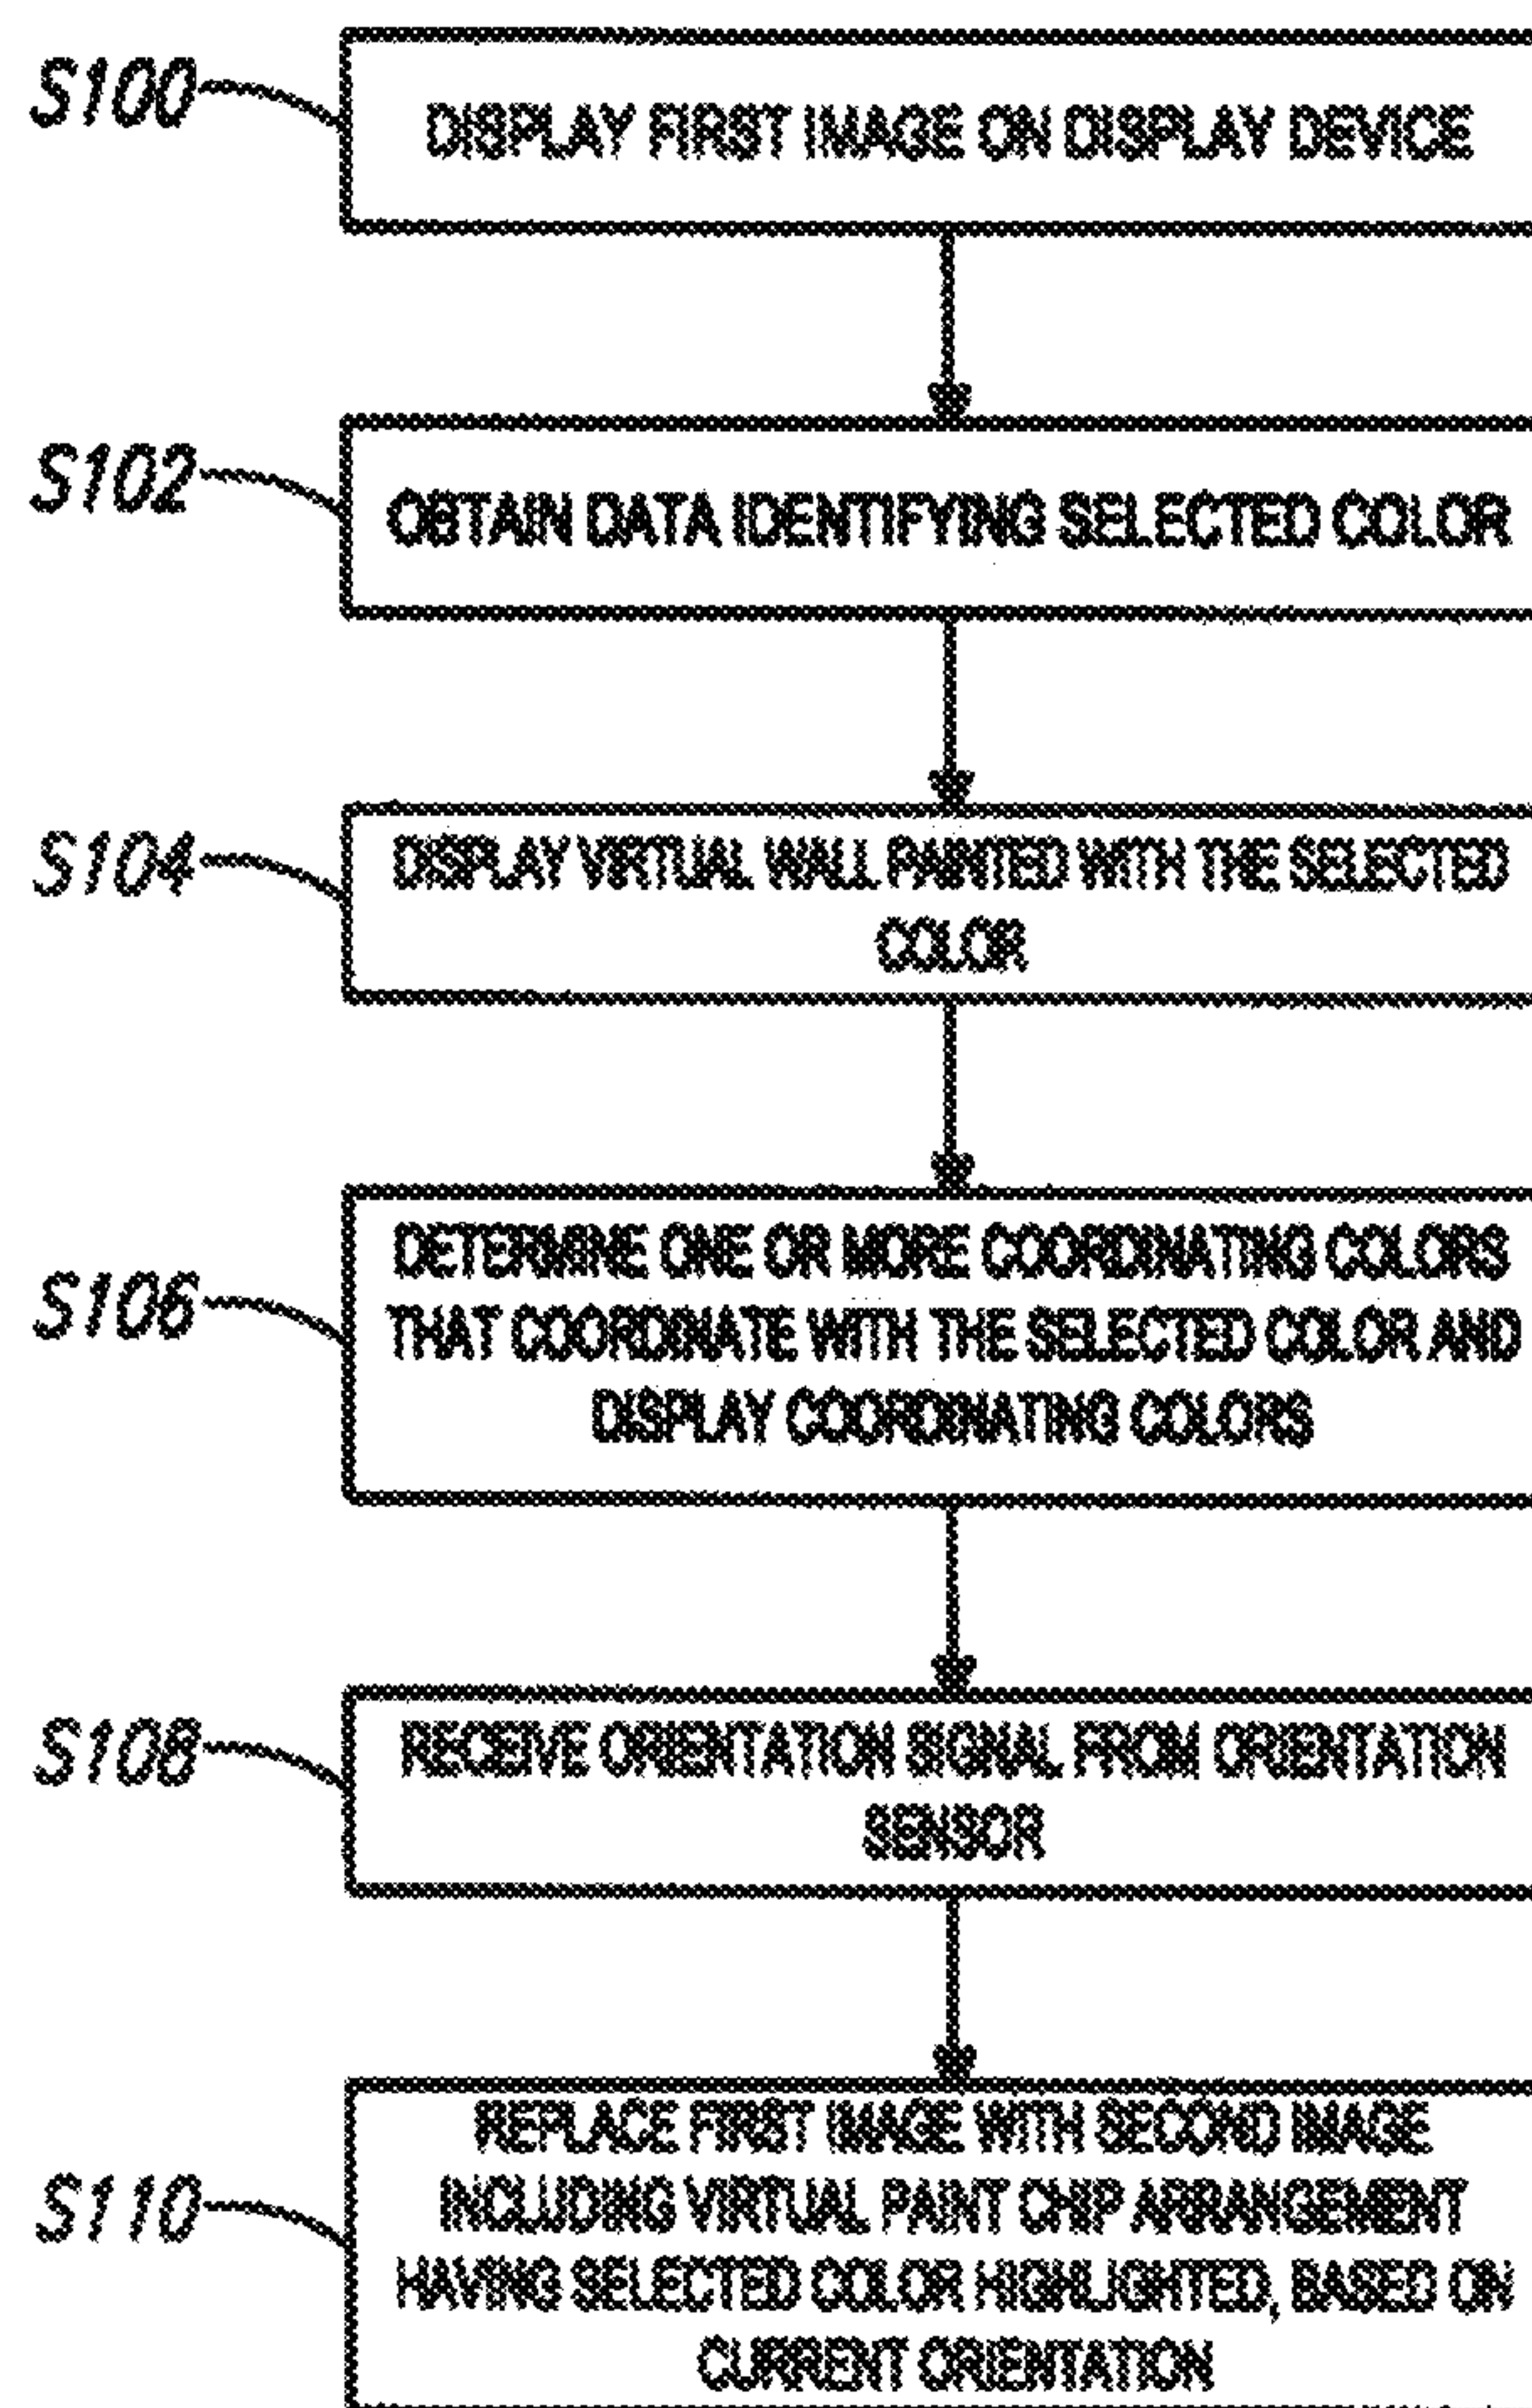 S100
DISPLAY FIRST IMAGE ON DISPLAY DEVICE
S102
OBTAIN DATA IDENTIFYING SELECTED COLOR
S104
DISPLAY VIRTUAL WALL PAINTED WITH THE SELECTED
COLOR
S106
DETERMINE ONE OR MORE COORDINATING COLORS
THAT COORDINATE WITH THE SELECTED COLOR AND
DISPLAY COORDINATING COLORS
S108
RECEIVE ORIENTATION SIGNAL FROM ORIENTATION
SENSOR
S110
REPLACE FIRST IMAGE WITH SECOND IMAGE
INCLUDING VIRTUAL PAINT CHIP ARRANGEMENT
HAVING SELECTED COLOR HIGHLIGHTED, BASED ON
CURRENT ORIENTATION